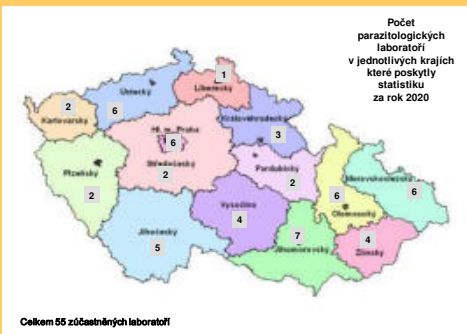 Počet
parazitologických
laboratoří
v jednotlivých krajích
které poskytly
statistiku
za rok 2020
1
Liberecký
Ústecký
2
6
Karlovarský
Královéhradecký
Hl. m. Praha
6
3
Plzeňský
Středočeský
2
Pardubický
2
Moravskoslezský
2
6
6
Vysočina
4
Olomoucký
7
4
Jihočeský
5
Jihomoravský
Zlínský
Celkem 55 zúčastněných laboratoří